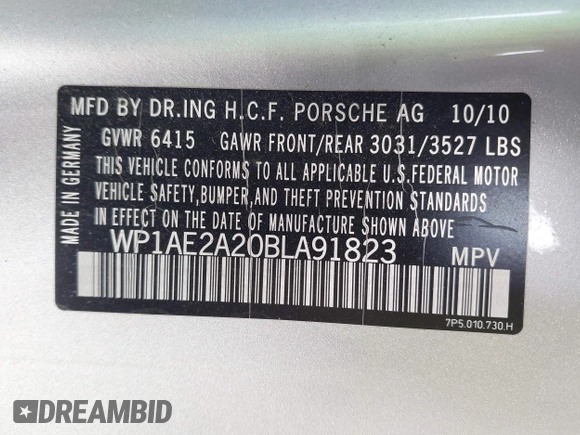 MFD BY DR.ING H.C.F. PORSCHE AG 10/10
GVWR 6415 GAWR FRONT/REAR 3031/3527 LBS
THIS VEHICLE CONFORMS TO ALL APPLICABLE U.S.FEDERAL MOTOR
VEHICLE SAFETY,BUMPER,AND THEFT PREVENTION STANDARDS
IN EFFECT ON THE DATE OF MANUFACTURE SHOWN ABOVE
WP1AE2A20BLA91823 MPV
7P5.010.730.H
MADE IN GERMANY
DREAMBID